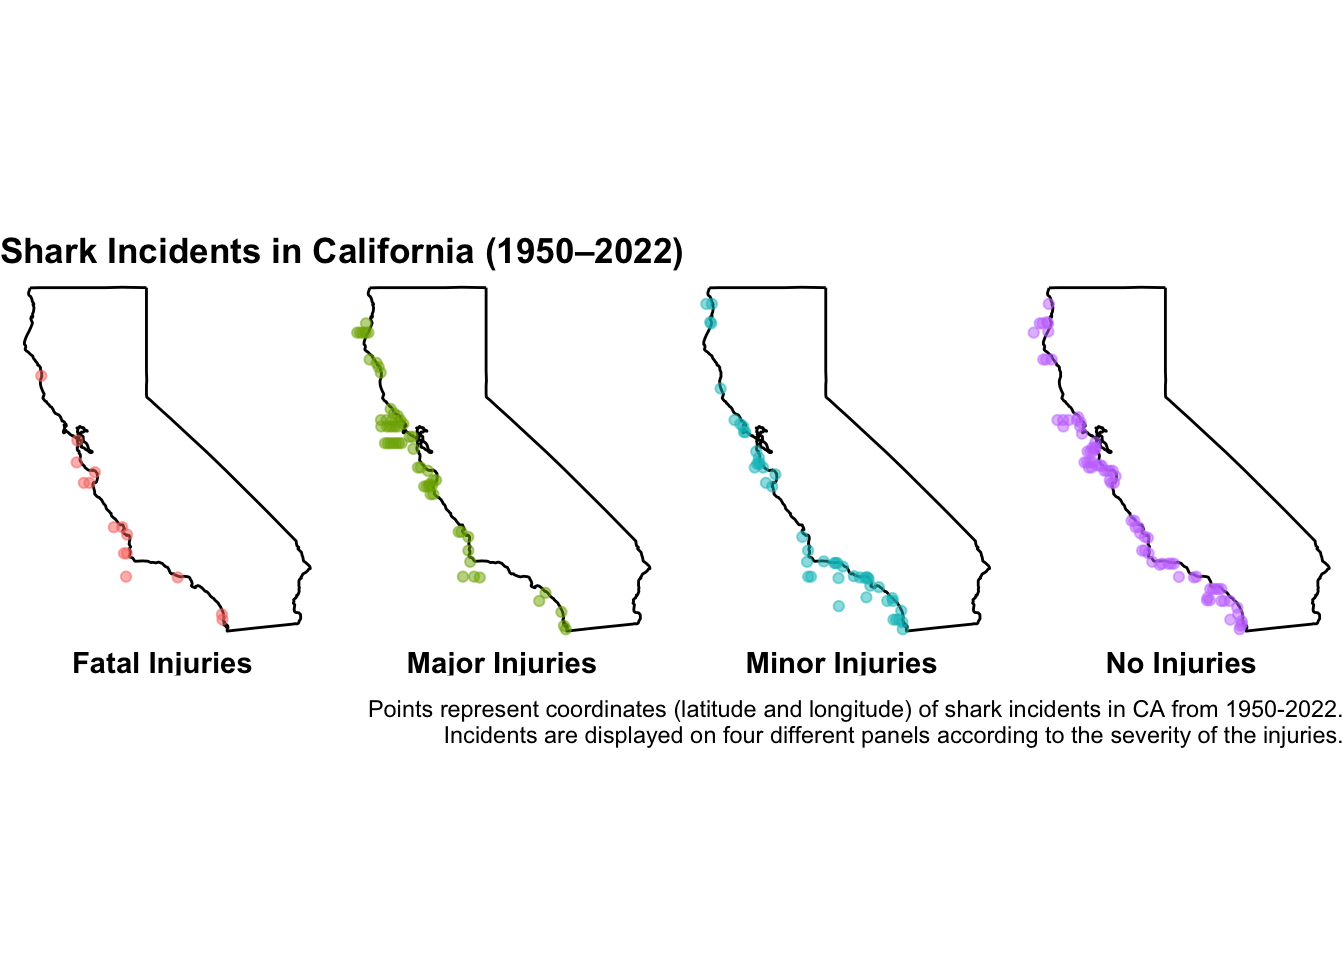 Shark Incidents in California (1950–2022)
Fatal Injuries
Major Injuries
Minor Injuries
No Injuries
Points represent coordinates (latitude and longitude) of shark incidents in CA from 1950-2022.
Incidents are displayed on four different panels according to the severity of the injuries.